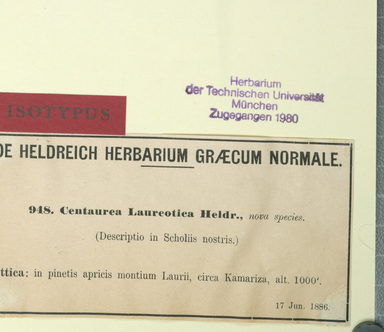 Herbarium
der Technischen Universität
München
Zugegangen 1980
ISOTYPUS
DE HELDREICH HERBARIUM GRÆCUM NORMALE.
948. Centaurea Laureotica Heldr., nova species.
(Descriptio in Scholiis nostris.)
ttica: in pinetis apricis montium Laurii, circa Kamariza, alt. 1000′.
17 Jun. 1886.